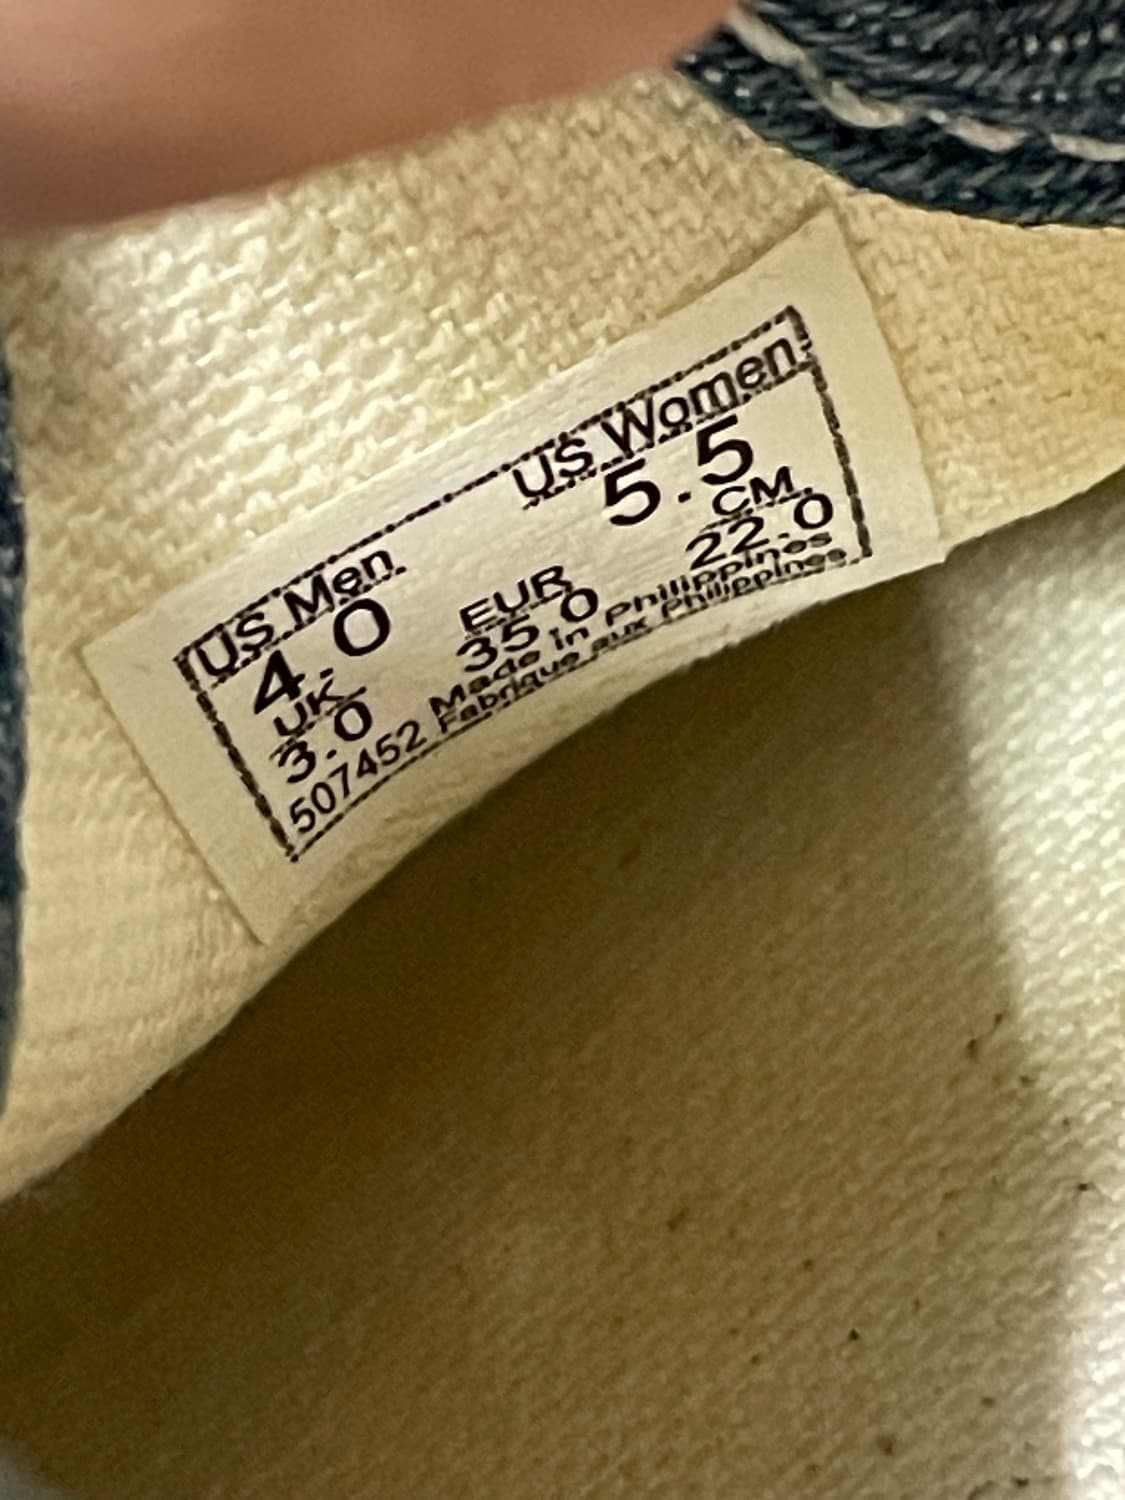 US Men US Women
4.0 5.5
UK EUR CM
3.0 35.0 22.0
507452 Made in Philippines
Fabrique aux Philippines